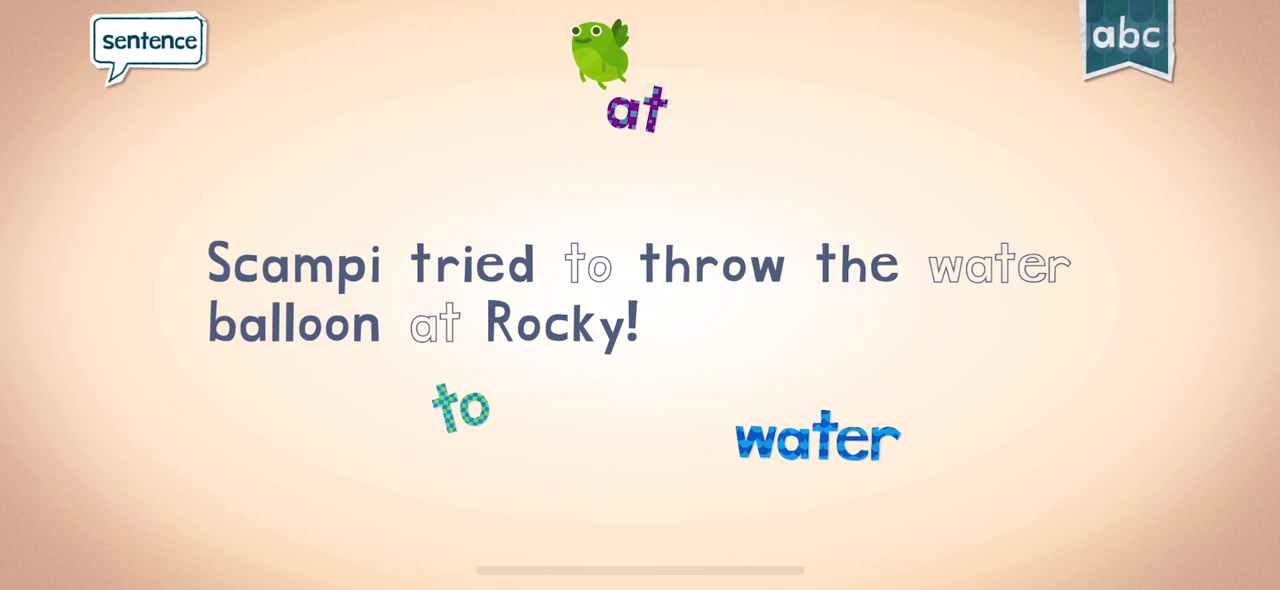 sentence
abc
at
Scampi tried to throw the water
balloon at Rocky!
to
water